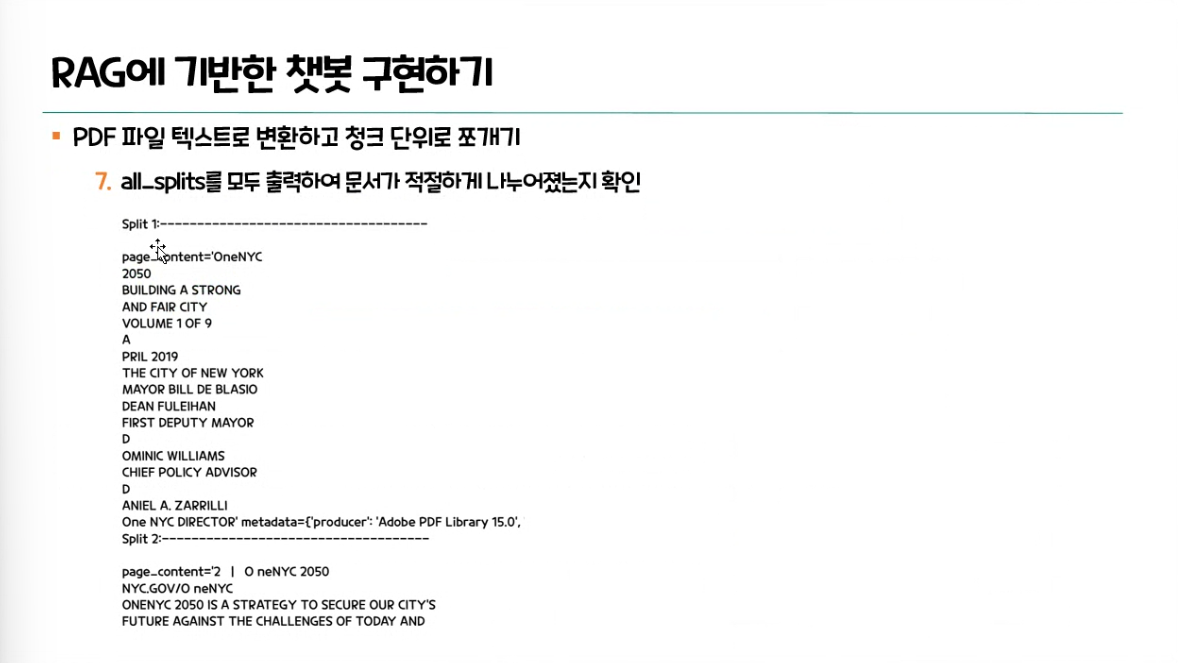 RAG에 기반한 챗봇 구현하기
▪ PDF 파일 텍스트로 변환하고 청크 단위로 쪼개기
7. all_splits를 모두 출력하여 문서가 적절하게 나누어졌는지 확인
Split 1:------------------------------------
page_content='OneNYC
2050
BUILDING A STRONG
AND FAIR CITY
VOLUME 1 OF 9
A
PRIL 2019
THE CITY OF NEW YORK
MAYOR BILL DE BLASIO
DEAN FULEIHAN
FIRST DEPUTY MAYOR
D
OMINIC WILLIAMS
CHIEF POLICY ADVISOR
D
ANIEL A. ZARRILLI
One NYC DIRECTOR' metadata={'producer': 'Adobe PDF Library 15.0',
Split 2:------------------------------------
page_content='2 | O neNYC 2050
NYC.GOV/O neNYC
ONENYC 2050 IS A STRATEGY TO SECURE OUR CITY'S
FUTURE AGAINST THE CHALLENGES OF TODAY AND